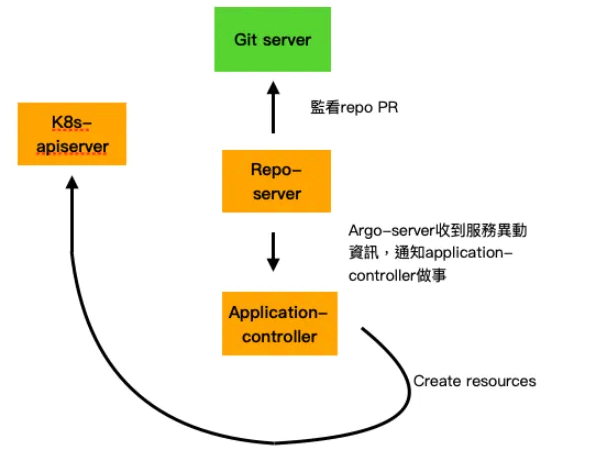 Git server
監看repo PR
K8s-
apiserver
Repo-
server
Argo-server收到服務異動
資訊，通知application-
controller做事
Application-
controller
Create resources